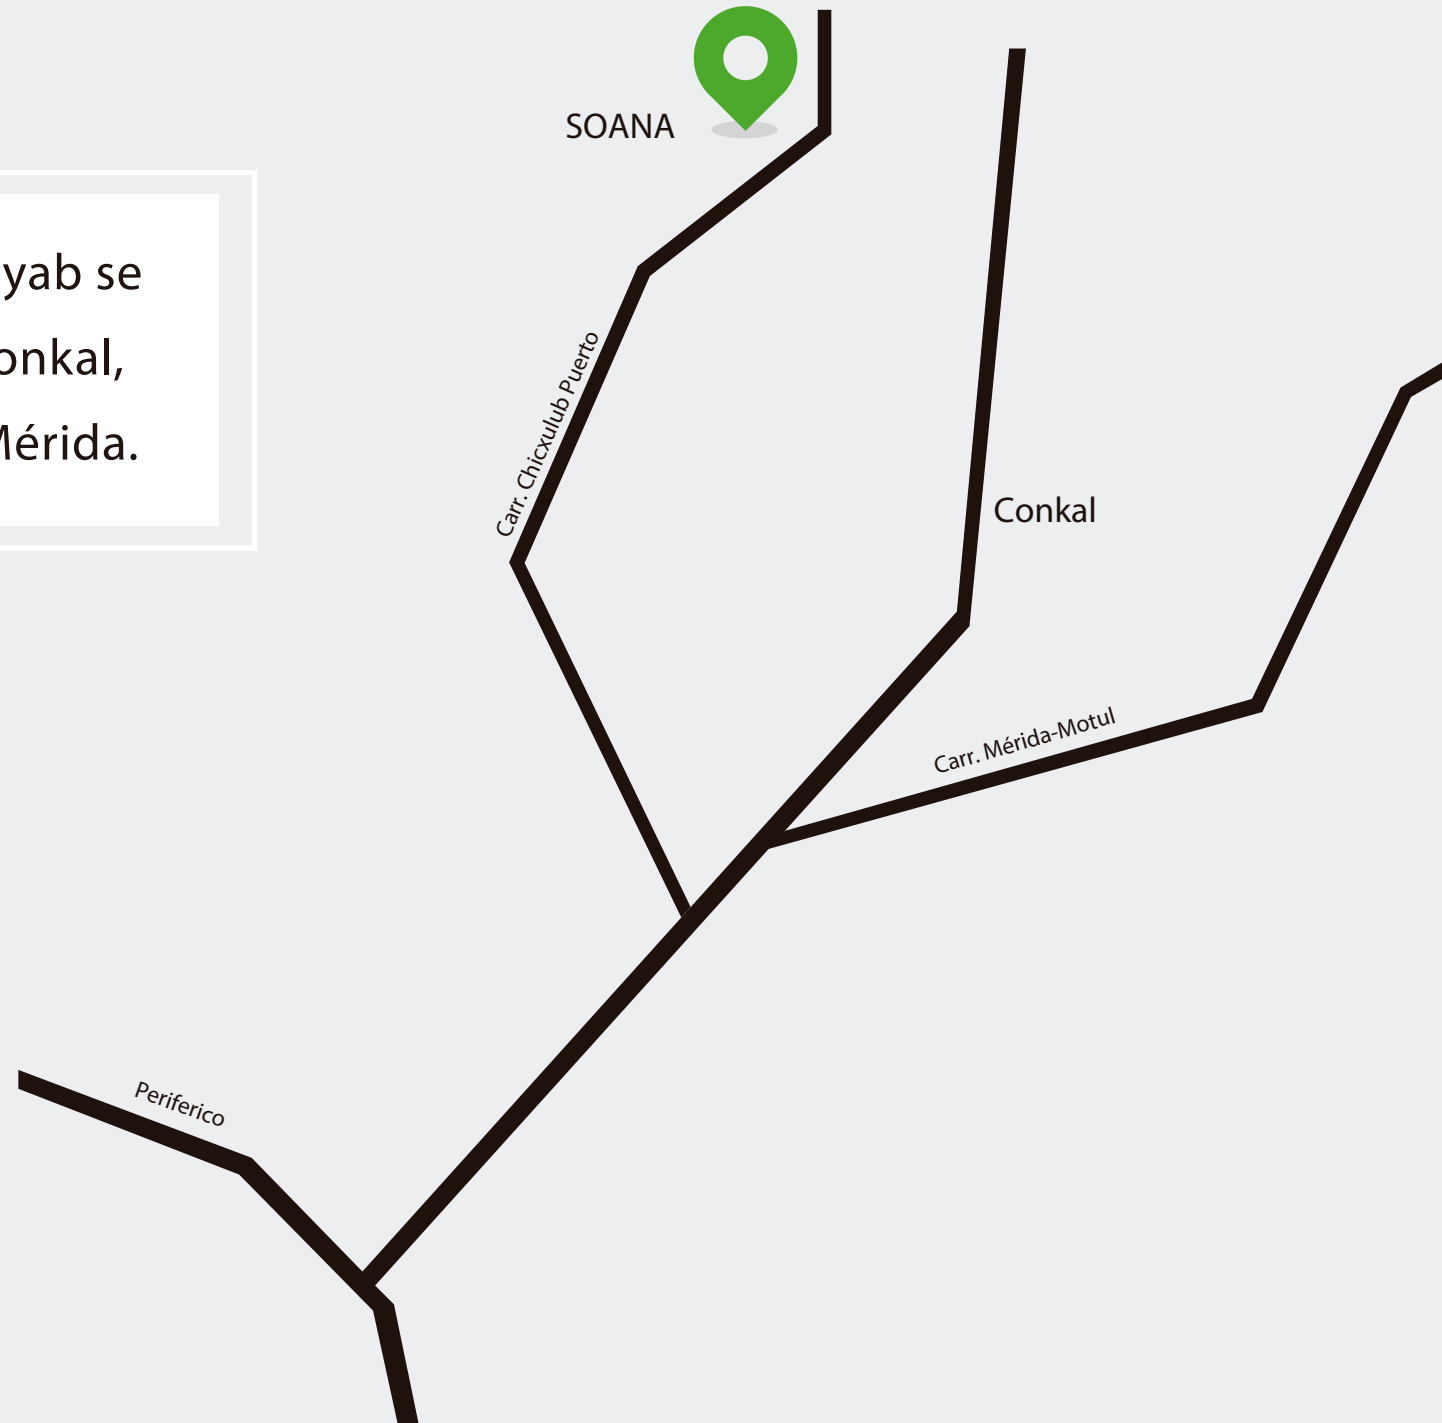 SOANA
yab se
onkal,
Mérida.
Carr. Chicxulub Puerto
Conkal
Carr. Mérida-Motul
Periferico